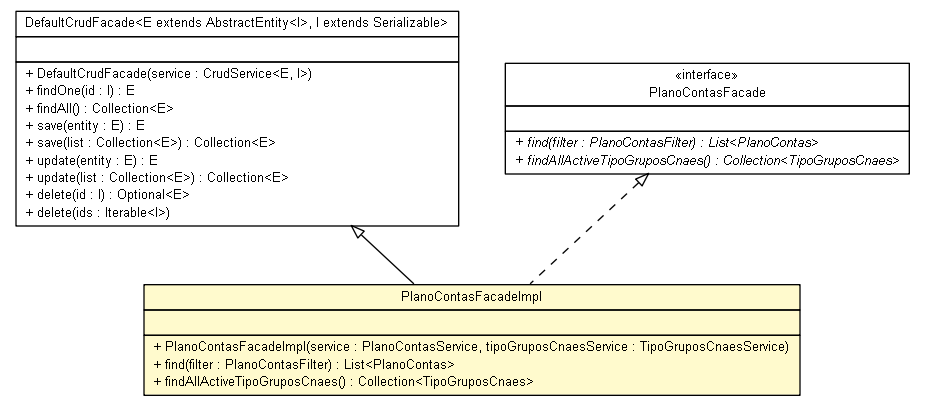 DefaultCrudFacade<E extends AbstractEntity<I>, I extends Serializable>
+ DefaultCrudFacade(service : CrudService<E, I>)
+ findOne(id : I) : E
+ findAll() : Collection<E>
+ save(entity : E) : E
+ save(list : Collection<E>) : Collection<E>
+ update(entity : E) : E
+ update(list : Collection<E>) : Collection<E>
+ delete(id : I) : Optional<E>
+ delete(ids : Iterable<I>)
«interface»
PlanoContasFacade
+ find(filter : PlanoContasFilter) : List<PlanoContas>
+ findAllActiveTipoGruposCnaes() : Collection<TipoGruposCnaes>
PlanoContasFacadeImpl
+ PlanoContasFacadeImpl(service : PlanoContasService, tipoGruposCnaesService : TipoGruposCnaesService)
+ find(filter : PlanoContasFilter) : List<PlanoContas>
+ findAllActiveTipoGruposCnaes() : Collection<TipoGruposCnaes>